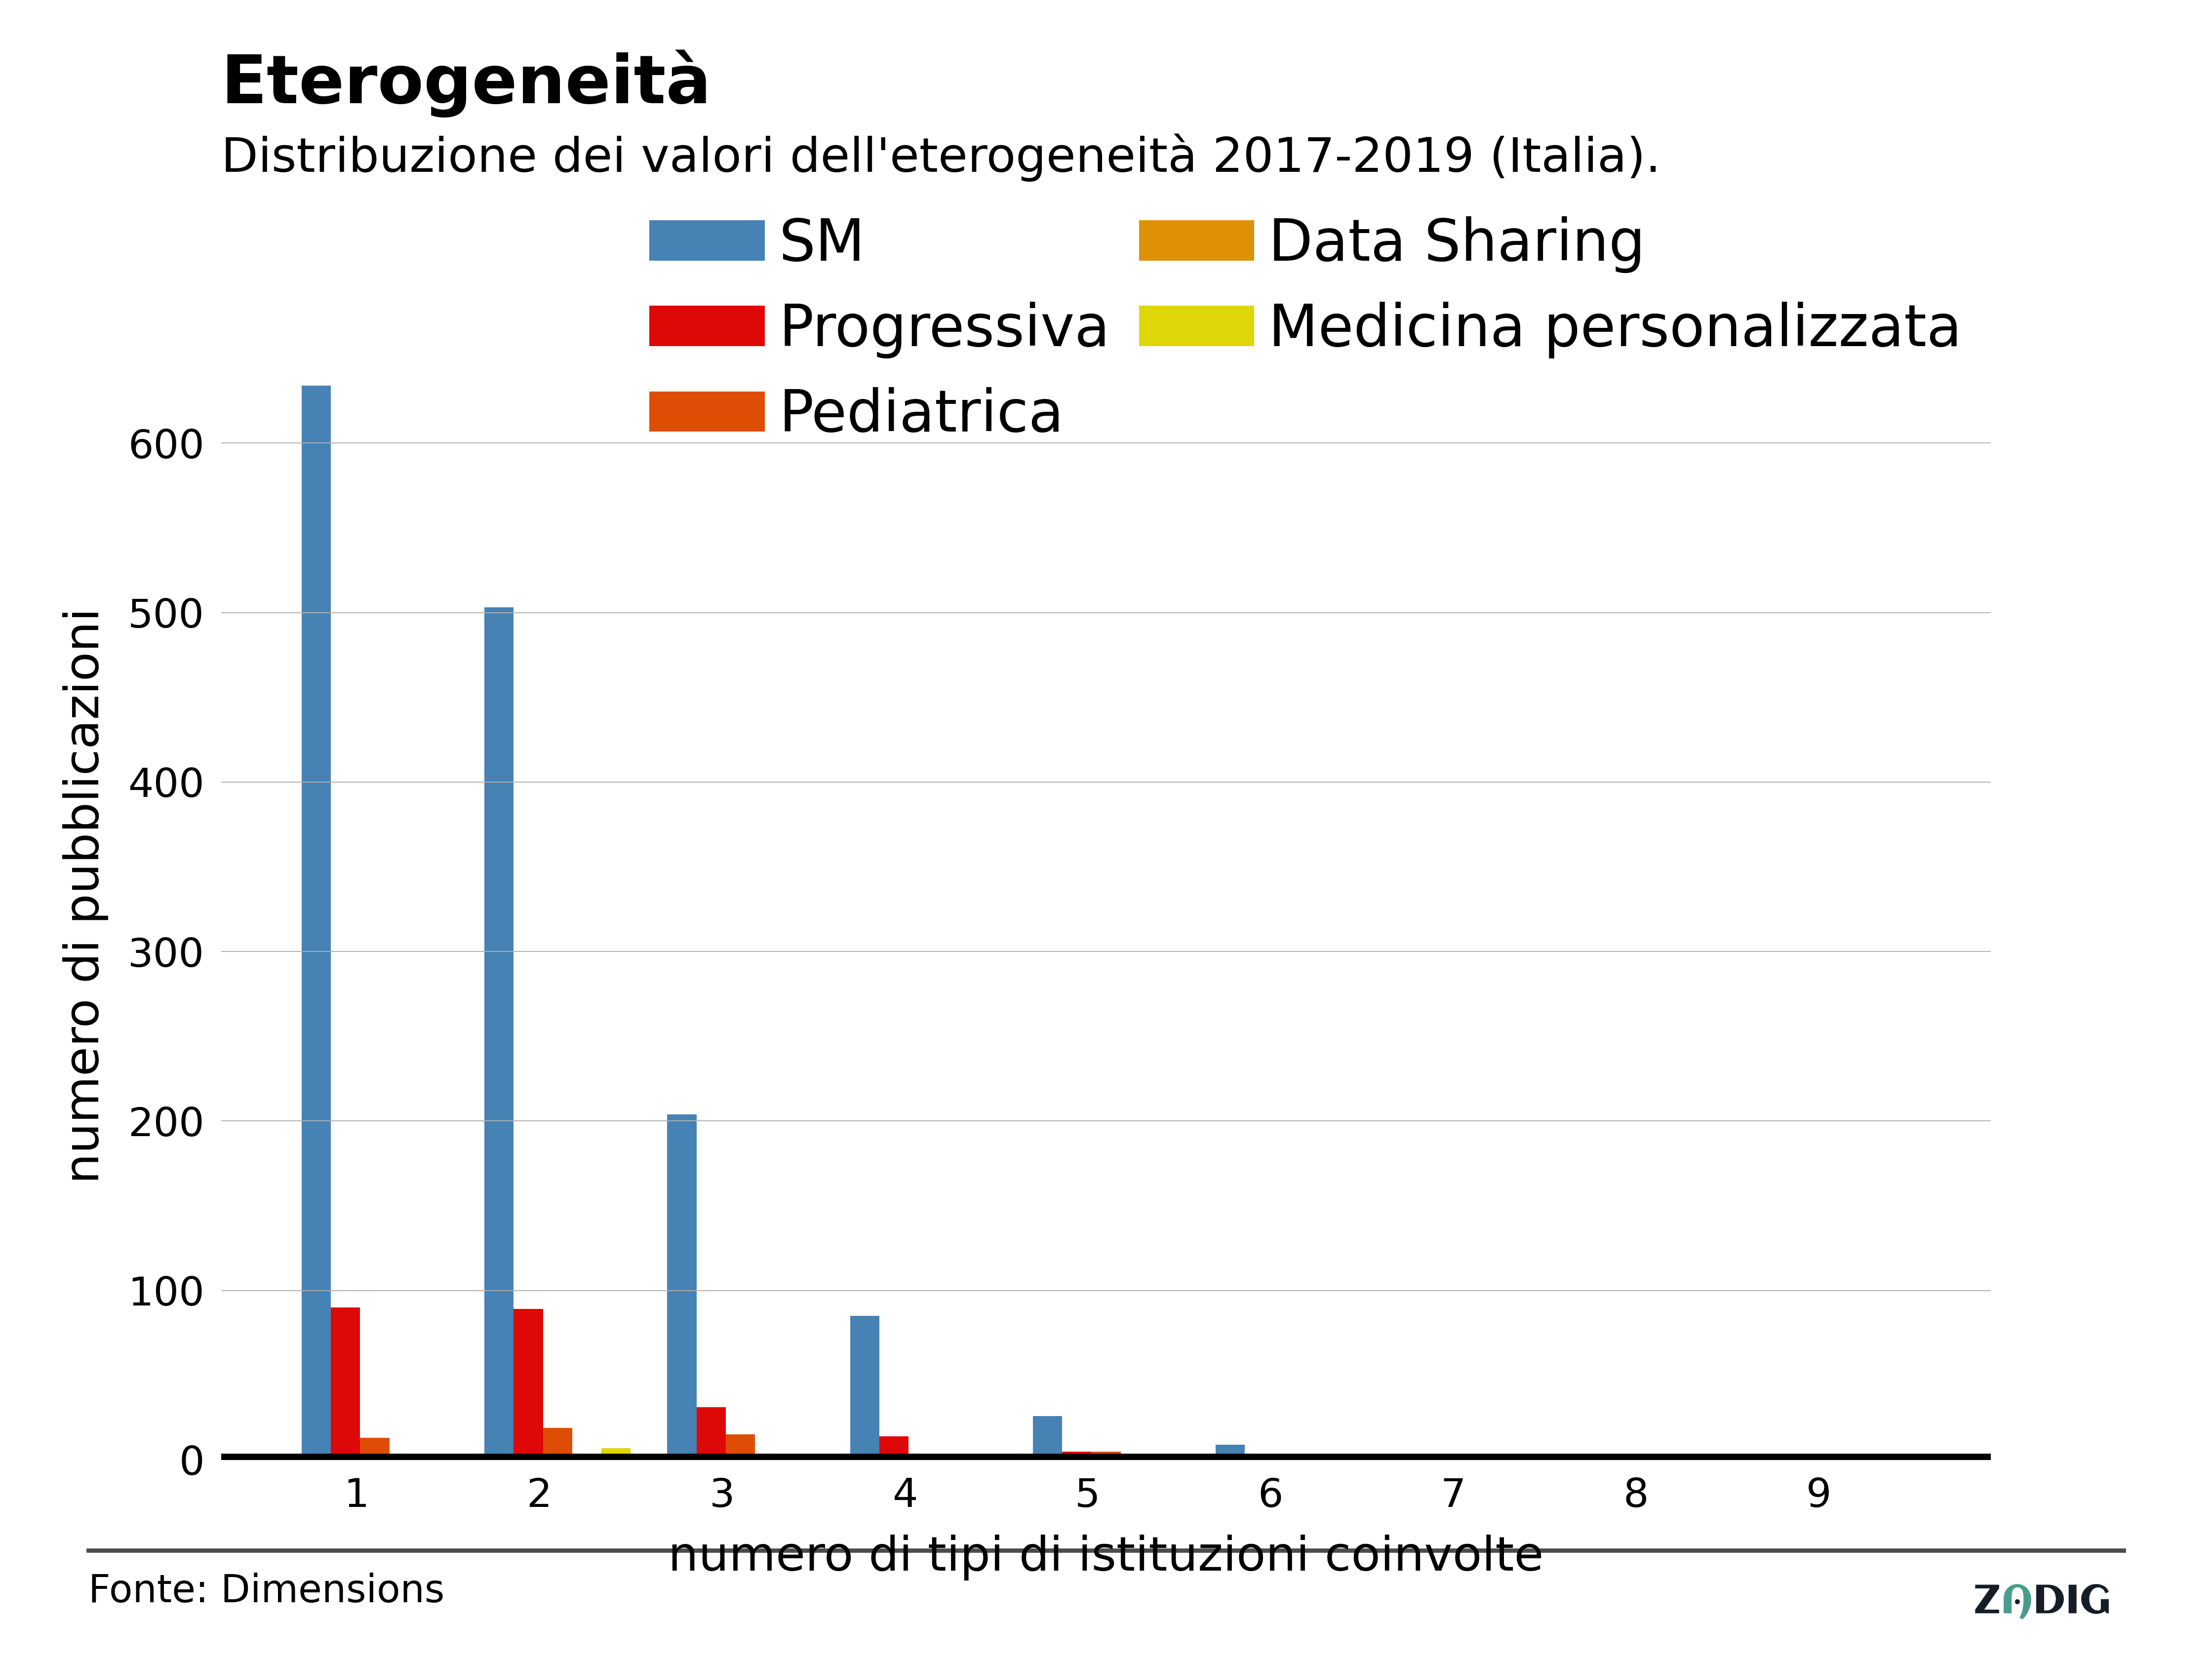 Eterogeneità
Distribuzione dei valori dell'eterogeneità 2017-2019 (Italia).
SM
Data Sharing
Progressiva
Medicina personalizzata
Pediatrica
600
500
400
300
200
100
0
numero di pubblicazioni
1 2 3 4 5 6 7 8 9
numero di tipi di istituzioni coinvolte
Fonte: Dimensions
ZADIG